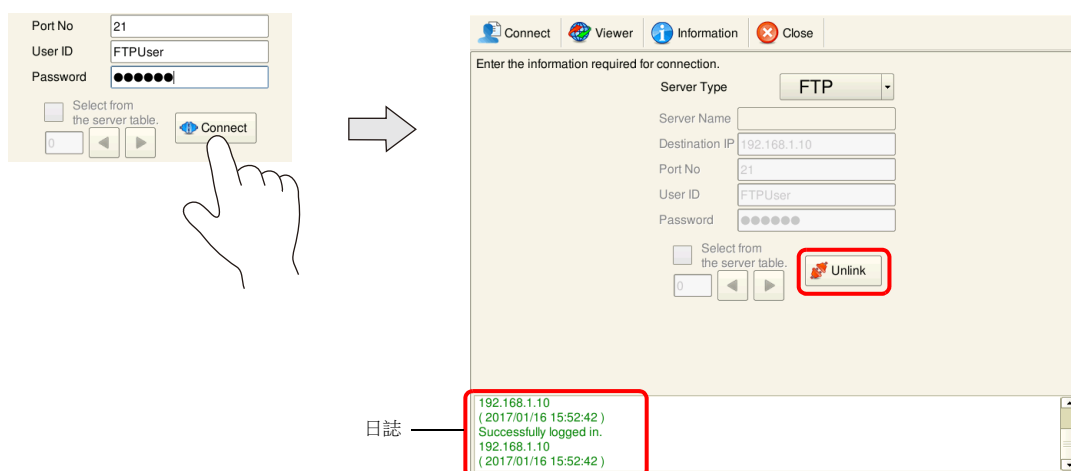 Port No 21
User ID FTPUser
Password ●●●●●●
Select from
the server table.
0
Connect
Connect Viewer Information Close
Enter the information required for connection.
Server Type FTP
Server Name
Destination IP 192.168.1.10
Port No 21
User ID FTPUser
Password ●●●●●●
Select from
the server table.
0
Unlink
日誌
192.168.1.10
( 2017/01/16 15:52:42 )
Successfully logged in.
192.168.1.10
( 2017/01/16 15:52:42 )